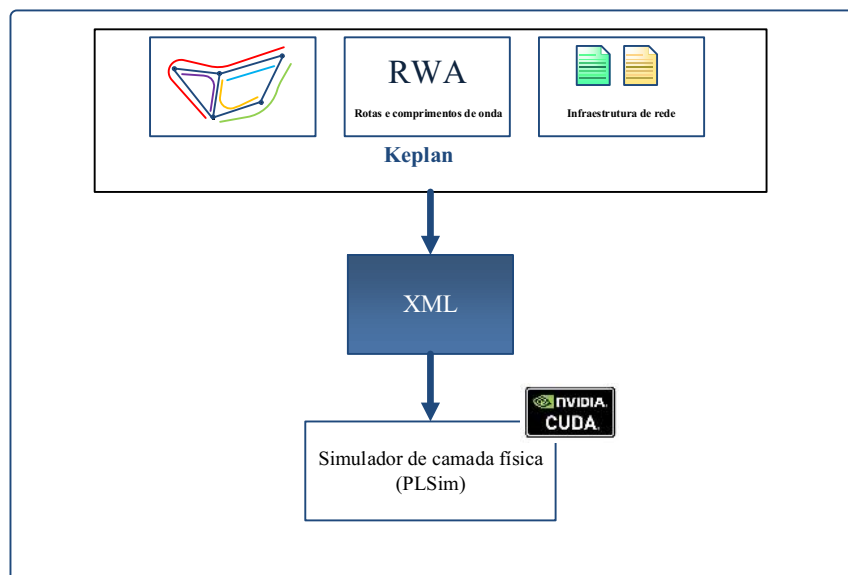 RWA
Rotas e comprimentos de onda
Infraestrutura de rede
Keplan
XML
NVIDIA.
CUDA.
Simulador de camada física
(PLSim)